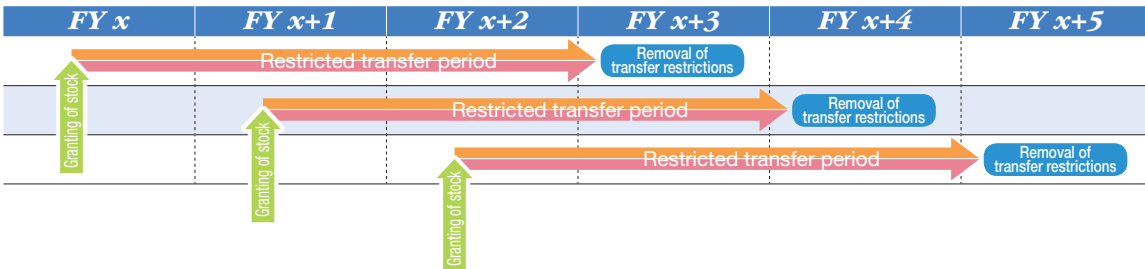 FY x FY x+1 FY x+2 FY x+3 FY x+4 FY x+5
Restricted transfer period
Removal of
transfer restrictions
Granting of stock
Restricted transfer period
Removal of
transfer restrictions
Granting of stock
Restricted transfer period
Removal of
transfer restrictions
Granting of stock